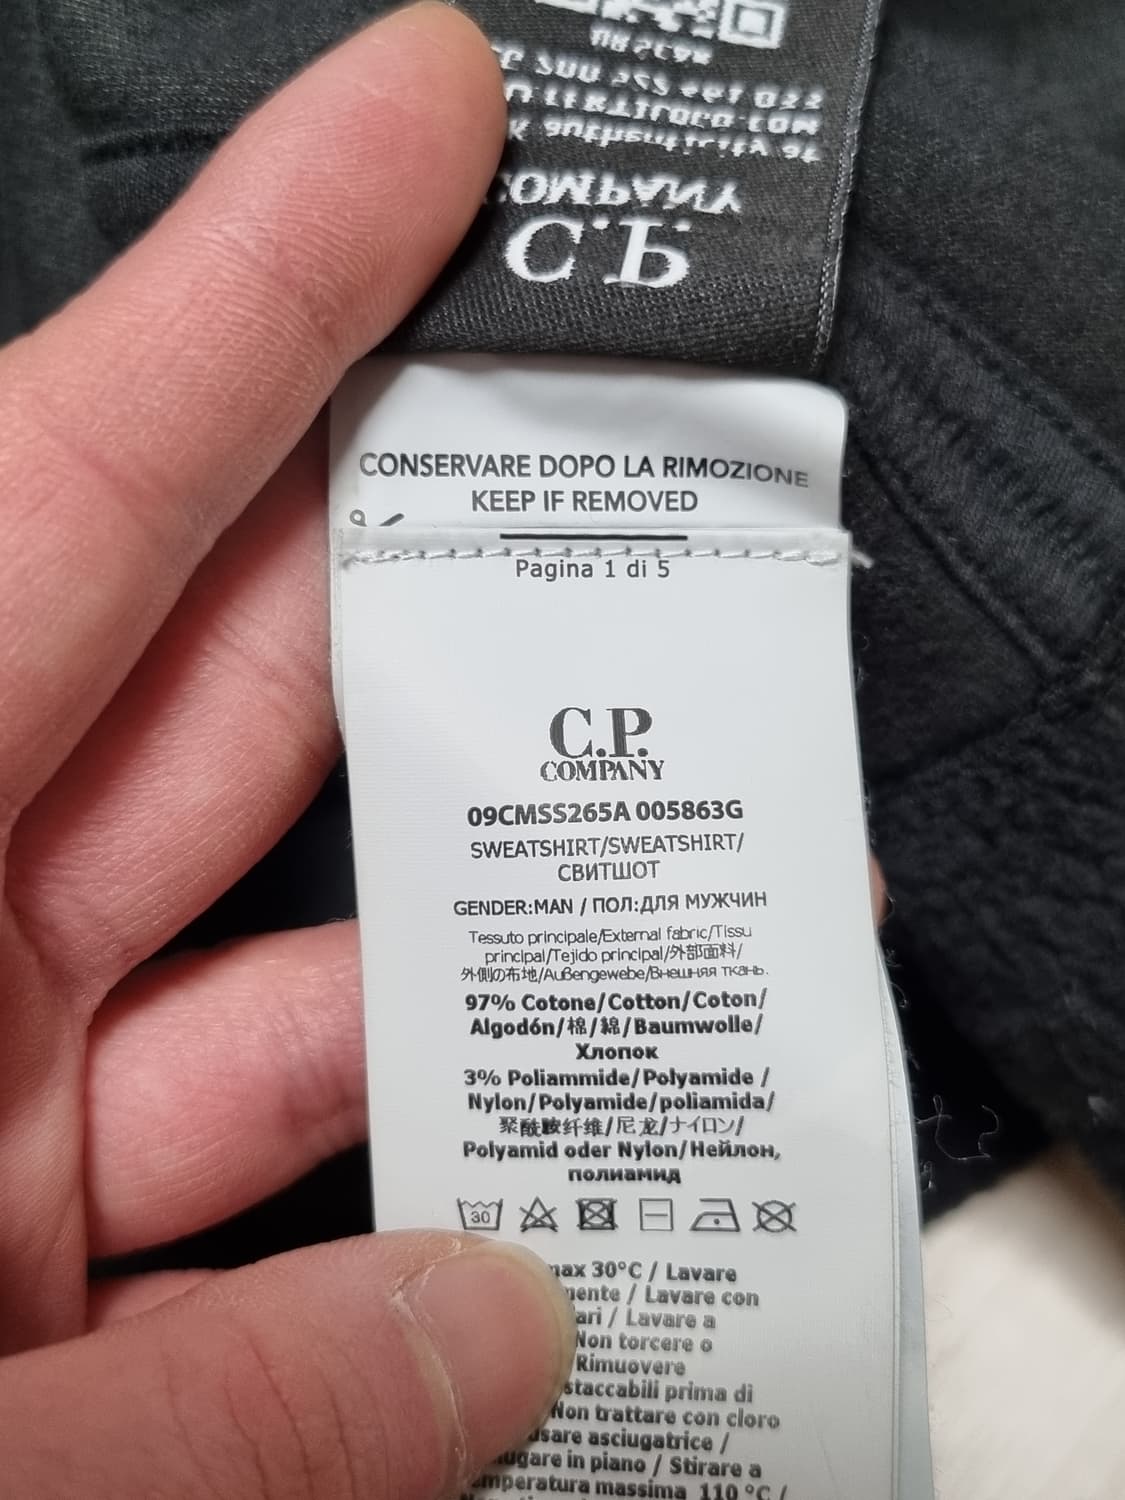 QR SCAN
authenticity at
COMPANY
C.P.
CONSERVARE DOPO LA RIMOZIONE
KEEP IF REMOVED
Pagina 1 di 5
C.P.
COMPANY
09CMSS265A 005863G
SWEATSHIRT/SWEATSHIRT/
СВИТШОТ
GENDER:MAN / ПОЛ:ДЛЯ МУЖЧИН
Tessuto principale/External fabric/Tissu
principal/Tejido principal/外部面料/
外側の布地/Außengewebe/Внешняя ткань.
97% Cotone/Cotton/Coton/
Algodón/棉/綿/Baumwolle/
Хлопок
3% Poliammide/Polyamide /
Nylon/Polyamide/poliamida/
聚酰胺纤维/尼龙/ナイロン/
Polyamid oder Nylon/Нейлон,
полиамид
30
max 30°C / Lavare
/ Lavare con
/ Lavare a
Non torcere o
Rimuovere
staccabili prima di
Non trattare con cloro
asciugatrice /
in piano / Stirare a
massima 110 °C /